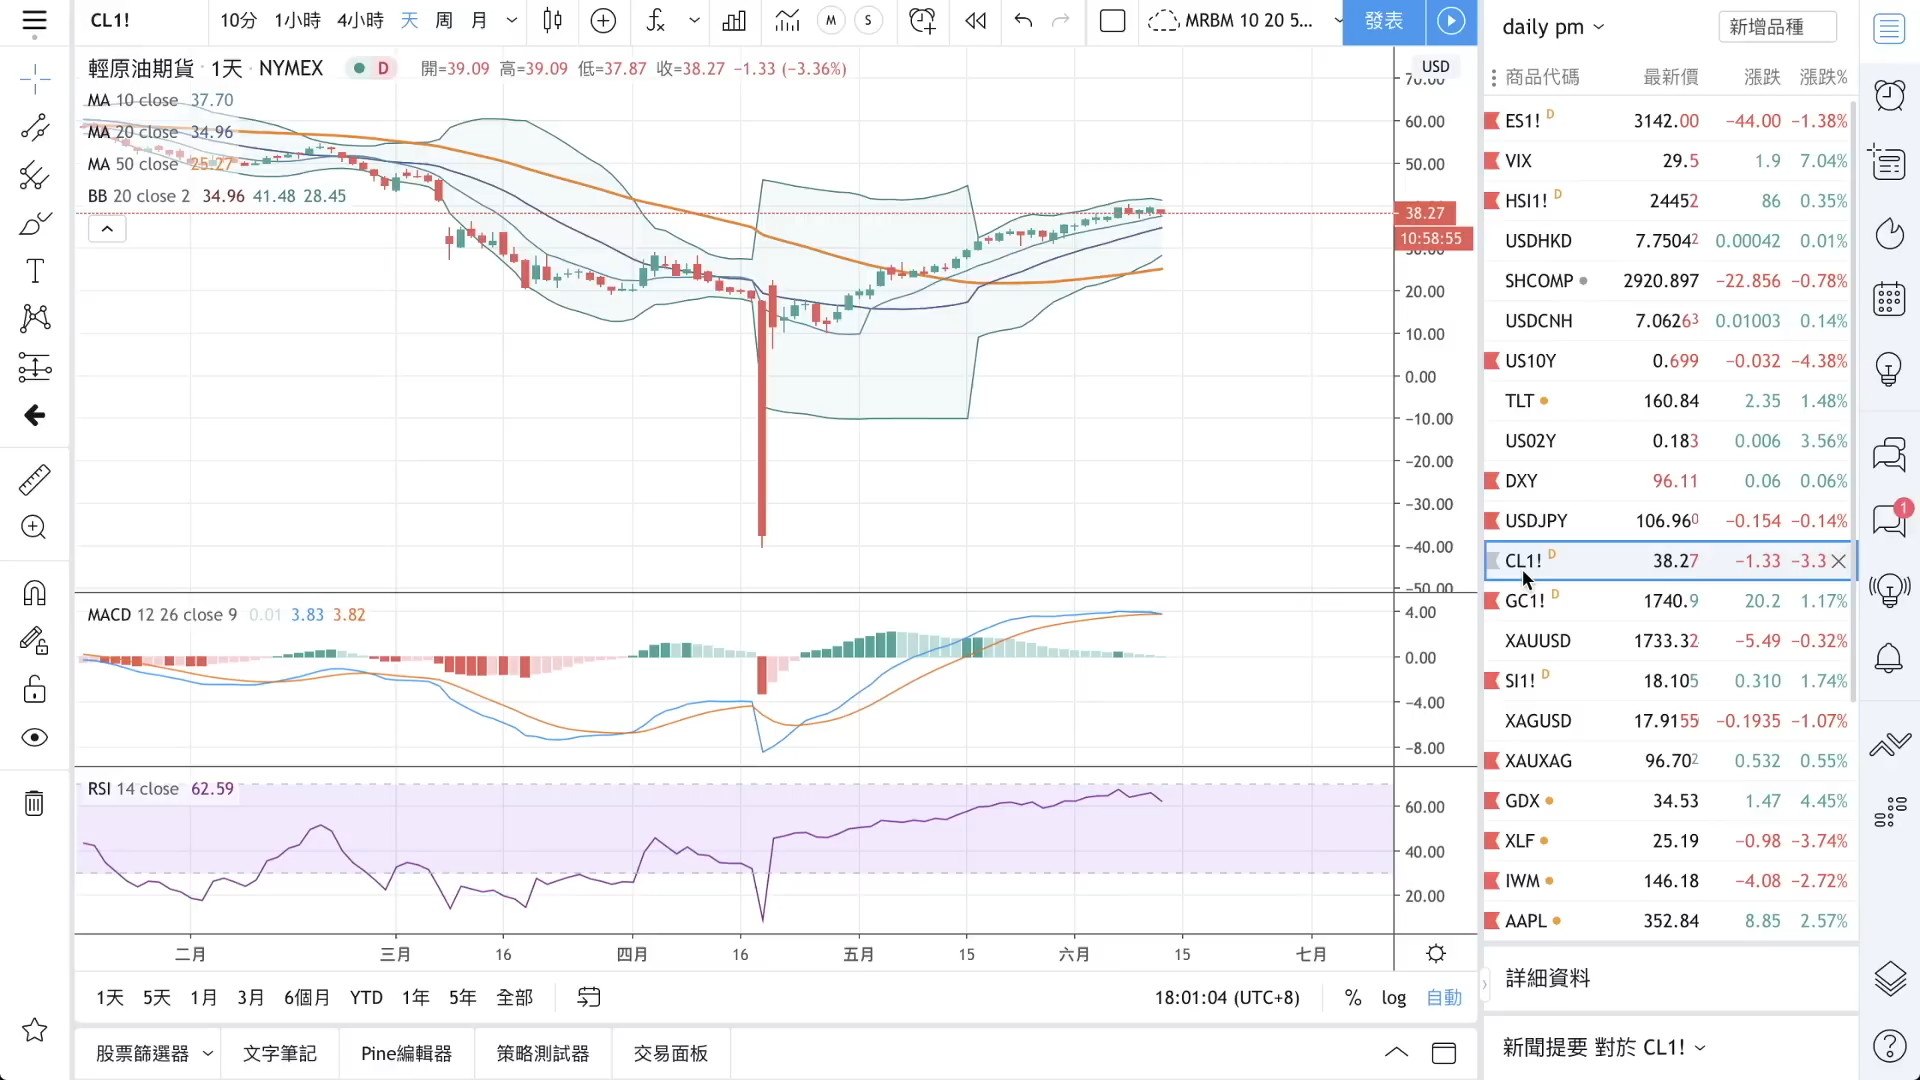 CL1!
10分 1小時 4小時 天 周 月
M S
MRBM 10 20 5...
發表
輕原油期貨 · 1天 · NYMEX D 開=39.09 高=39.09 低=37.87 收=38.27 −1.33 (−3.36%)
MA 10 close 37.70
MA 20 close 34.96
MA 50 close 25.27
BB 20 close 2 34.96 41.48 28.45
USD
70.00
60.00
50.00
38.27
10:58:55
30.00
20.00
10.00
0.00
−10.00
−20.00
−30.00
−40.00
−50.00
MACD 12 26 close 9 0.01 3.83 3.82
4.00
0.00
−4.00
−8.00
RSI 14 close 62.59
60.00
40.00
20.00
二月 三月 16 四月 16 五月 15 六月 15 七月
1天 5天 1月 3月 6個月 YTD 1年 5年 全部
18:01:04 (UTC+8) % log 自動
股票篩選器 文字筆記 Pine編輯器 策略測試器 交易面板
daily pm
新增品種
商品代碼 最新價 漲跌 漲跌%
ES1! D 3142.00 −44.00 −1.38%
VIX 29.5 1.9 7.04%
HSI1! D 24452 86 0.35%
USDHKD 7.75042 0.00042 0.01%
SHCOMP 2920.897 −22.856 −0.78%
USDCNH 7.06263 0.01003 0.14%
US10Y 0.699 −0.032 −4.38%
TLT 160.84 2.35 1.48%
US02Y 0.183 0.006 3.56%
DXY 96.11 0.06 0.06%
USDJPY 106.960 −0.154 −0.14%
CL1! D 38.27 −1.33 −3.3
GC1! D 1740.9 20.2 1.17%
XAUUSD 1733.32 −5.49 −0.32%
SI1! D 18.105 0.310 1.74%
XAGUSD 17.9155 −0.1935 −1.07%
XAUXAG 96.702 0.532 0.55%
GDX 34.53 1.47 4.45%
XLF 25.19 −0.98 −3.74%
IWM 146.18 −4.08 −2.72%
AAPL 352.84 8.85 2.57%
詳細資料
新聞提要 對於 CL1!
1